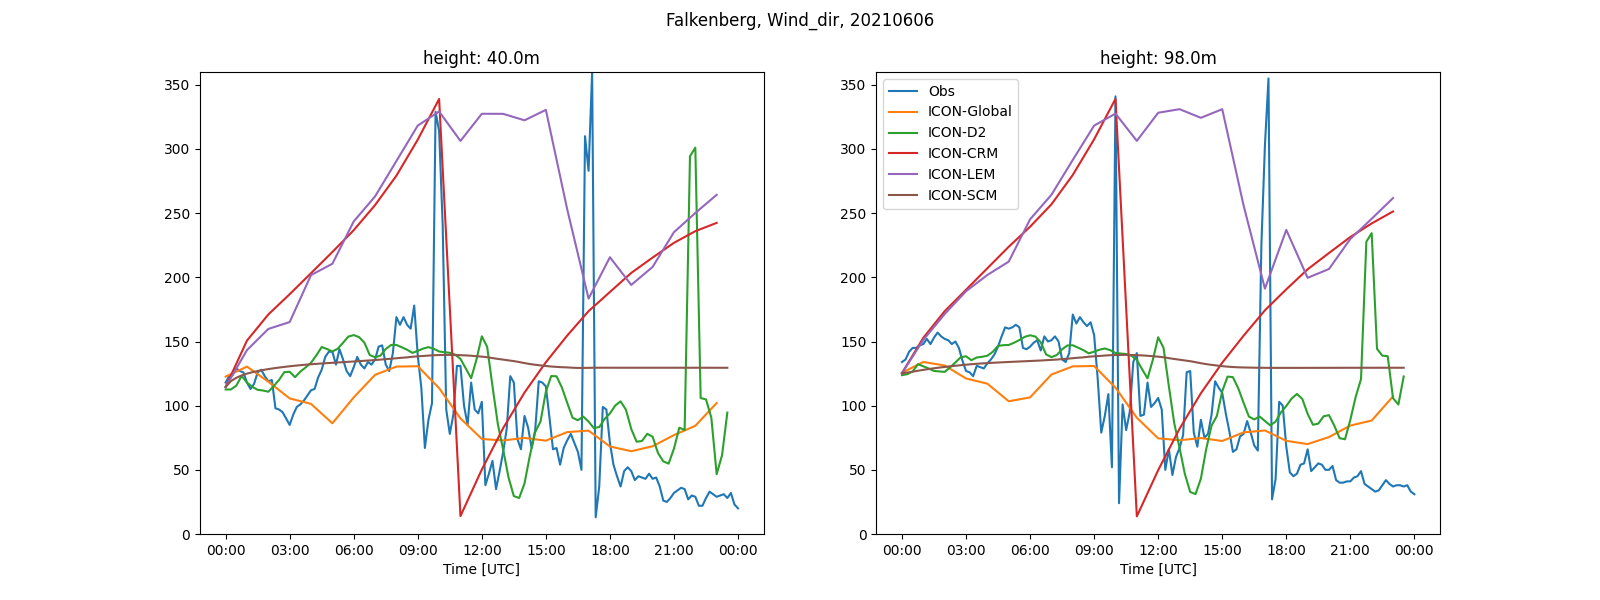 Falkenberg, Wind_dir, 20210606
height: 40.0m
350
300
250
200
150
100
50
0
00:00 03:00 06:00 09:00 12:00 15:00 18:00 21:00 00:00
Time [UTC]
height: 98.0m
Obs
ICON-Global
ICON-D2
ICON-CRM
ICON-LEM
ICON-SCM
350
300
250
200
150
100
50
0
00:00 03:00 06:00 09:00 12:00 15:00 18:00 21:00 00:00
Time [UTC]